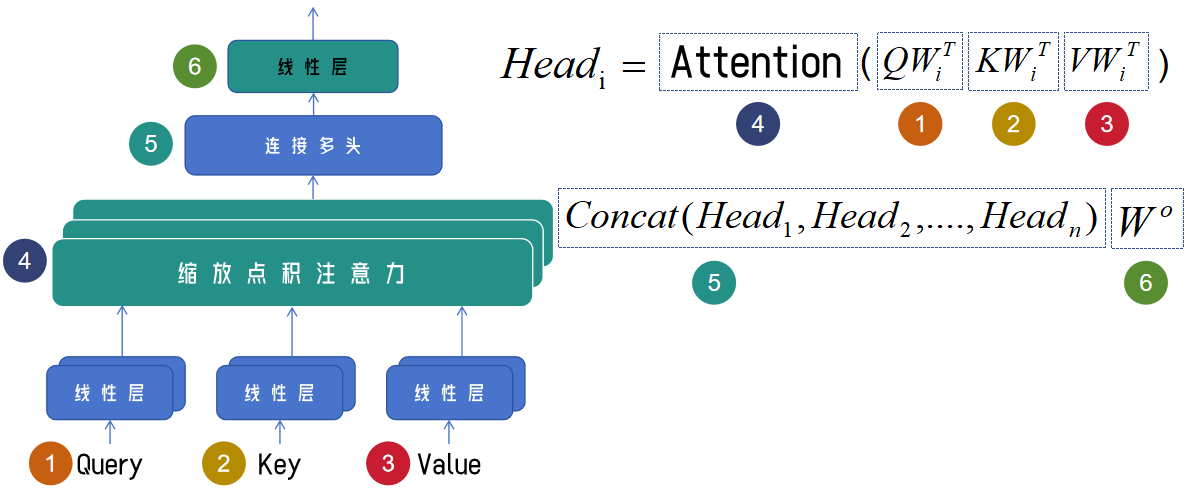 6 线性层
5 连接多头
4 缩放点积注意力
线性层 线性层 线性层
1 Query 2 Key 3 Value
Head_i = Attention ( QW_i^T KW_i^T VW_i^T )
4 1 2 3
Concat(Head_1, Head_2,...., Head_n) W^o
5 6